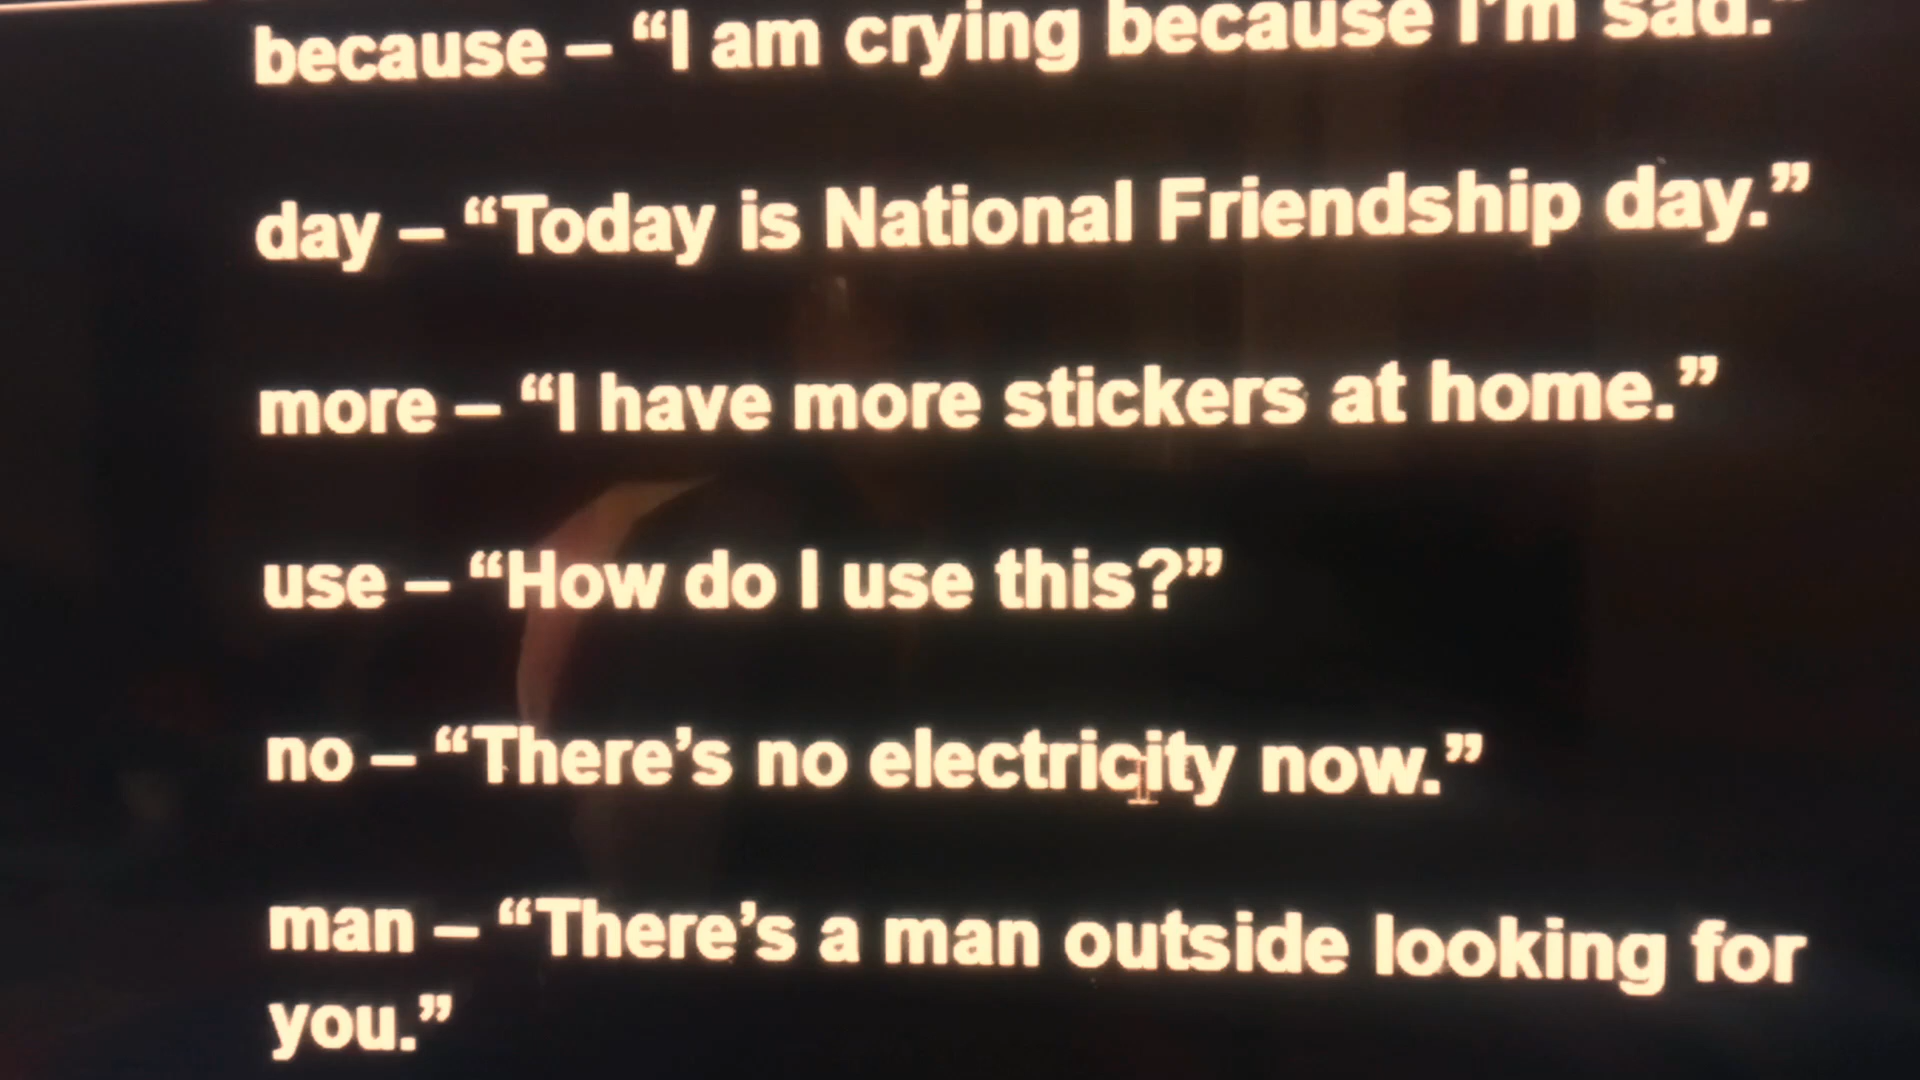 because – “I am crying because I’m sad.”
day – “Today is National Friendship day.”
more – “I have more stickers at home.”
use – “How do I use this?”
no – “There’s no electricity now.”
man – “There’s a man outside looking for
you.”